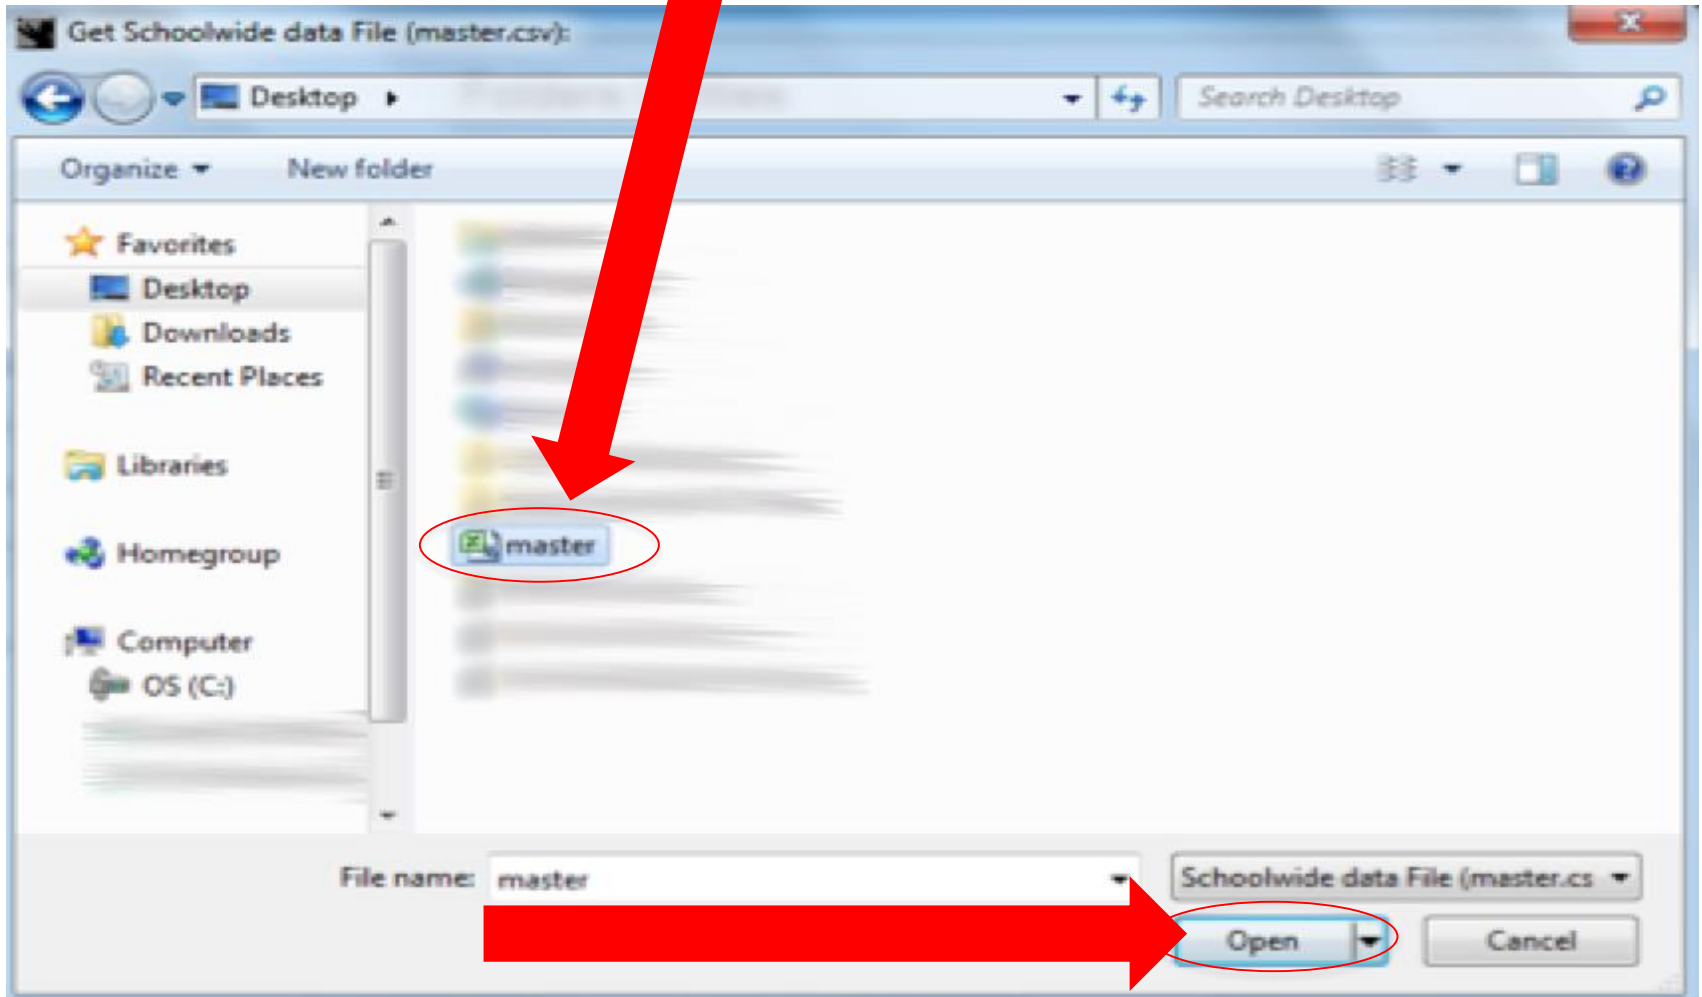 Get Schoolwide data File (master.csv):
Desktop
Search Desktop
Organize
New folder
Favorites
Desktop
Downloads
Recent Places
Libraries
Homegroup
Computer
OS (C:)
master
File name: master
Schoolwide data File (master.cs
Open
Cancel